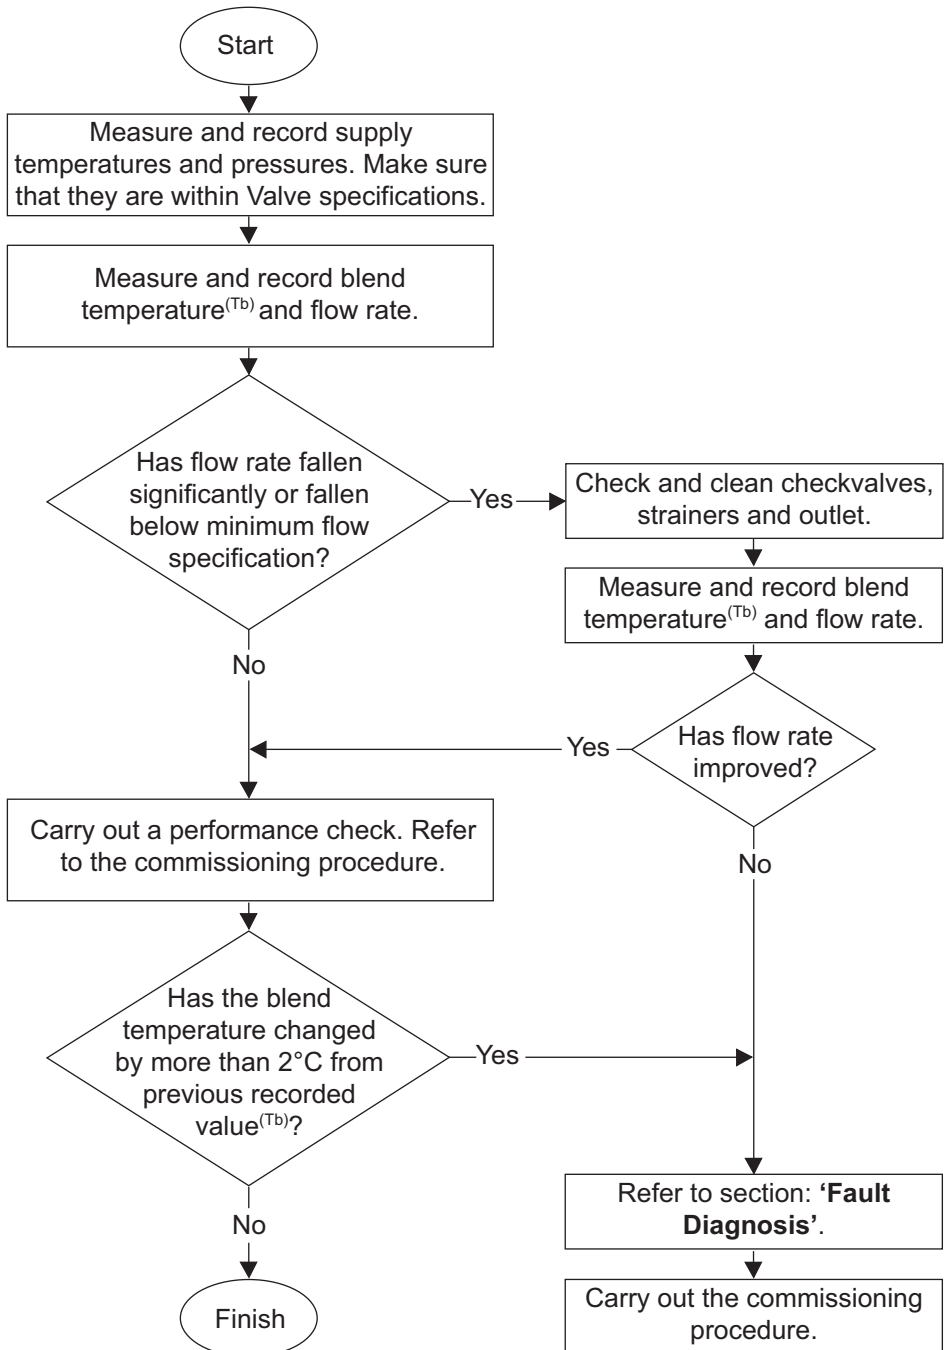 Start
Measure and record supply
temperatures and pressures. Make sure
that they are within Valve specifications.
Measure and record blend
temperature(Tb) and flow rate.
Has flow rate fallen
significantly or fallen
below minimum flow
specification?
Yes
Check and clean checkvalves,
strainers and outlet.
Measure and record blend
temperature(Tb) and flow rate.
No
Has flow rate
improved?
Yes
No
Carry out a performance check. Refer
to the commissioning procedure.
Has the blend
temperature changed
by more than 2°C from
previous recorded
value(Tb)?
Yes
No
Finish
Refer to section: ‘Fault
Diagnosis’.
Carry out the commissioning
procedure.